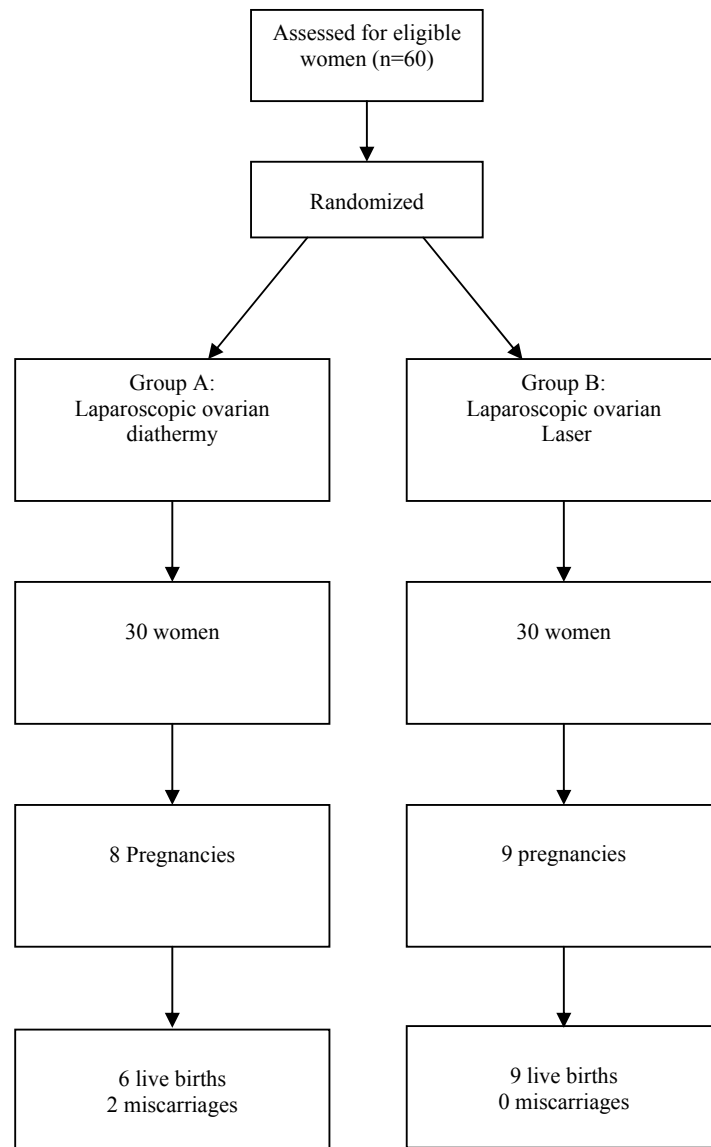 Assessed for eligible
women (n=60)
Randomized
Group A:
Laparoscopic ovarian
diathermy
Group B:
Laparoscopic ovarian
Laser
30 women
30 women
8 Pregnancies
9 pregnancies
6 live births
2 miscarriages
9 live births
0 miscarriages